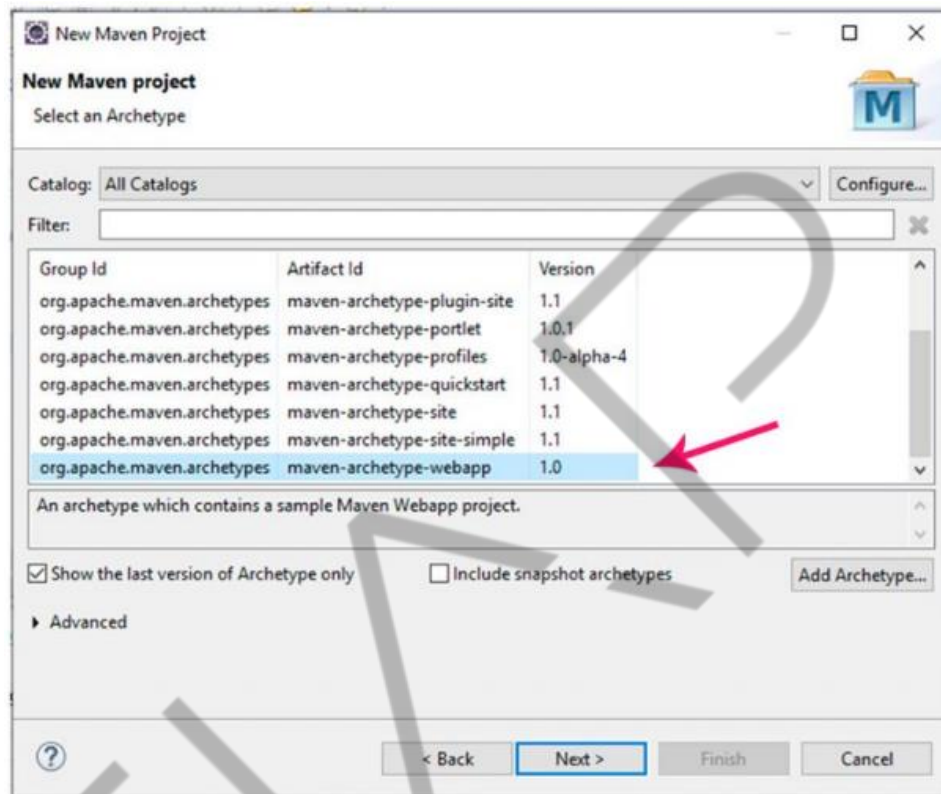 New Maven Project
New Maven project
Select an Archetype
M
Catalog: All Catalogs Configure...
Filter:
Group Id Artifact Id Version
org.apache.maven.archetypes maven-archetype-plugin-site 1.1
org.apache.maven.archetypes maven-archetype-portlet 1.0.1
org.apache.maven.archetypes maven-archetype-profiles 1.0-alpha-4
org.apache.maven.archetypes maven-archetype-quickstart 1.1
org.apache.maven.archetypes maven-archetype-site 1.1
org.apache.maven.archetypes maven-archetype-site-simple 1.1
org.apache.maven.archetypes maven-archetype-webapp 1.0
An archetype which contains a sample Maven Webapp project.
Show the last version of Archetype only Include snapshot archetypes Add Archetype...
Advanced
? < Back Next > Finish Cancel